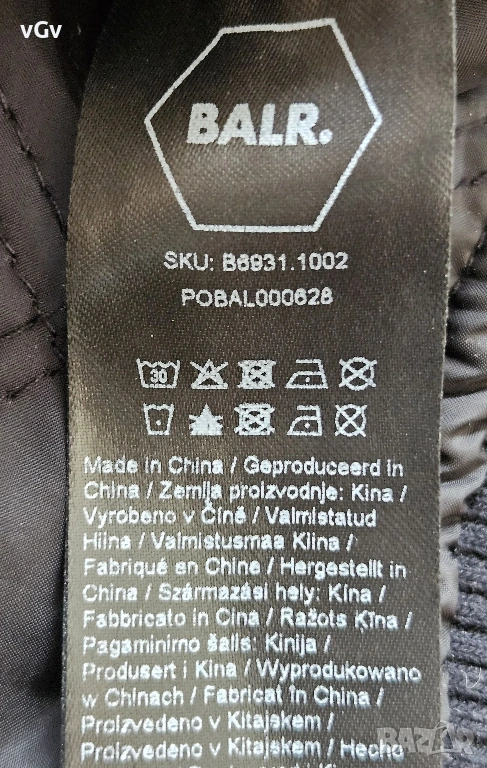 vGv
BALR.
SKU: B6931.1002
POBAL000628
30
Made in China / Geproduceerd in
China / Zemlja proizvodnje: Kina /
Vyrobeno v Číně / Valmistatud
Hiina / Valmistusmaa Kiina /
Fabriqué en Chine / Hergestellt in
China / Származási hely: Kína /
Fabbricato in Cina / Ražots Ķīna /
Pagaminimo šalis: Kinija /
Produsert i Kina / Wyprodukowano
w Chinach / Fabricat în China /
Proizvedeno v Kitajskem /
Proizvedeno v Kitajskem / Hecho
BAZAR